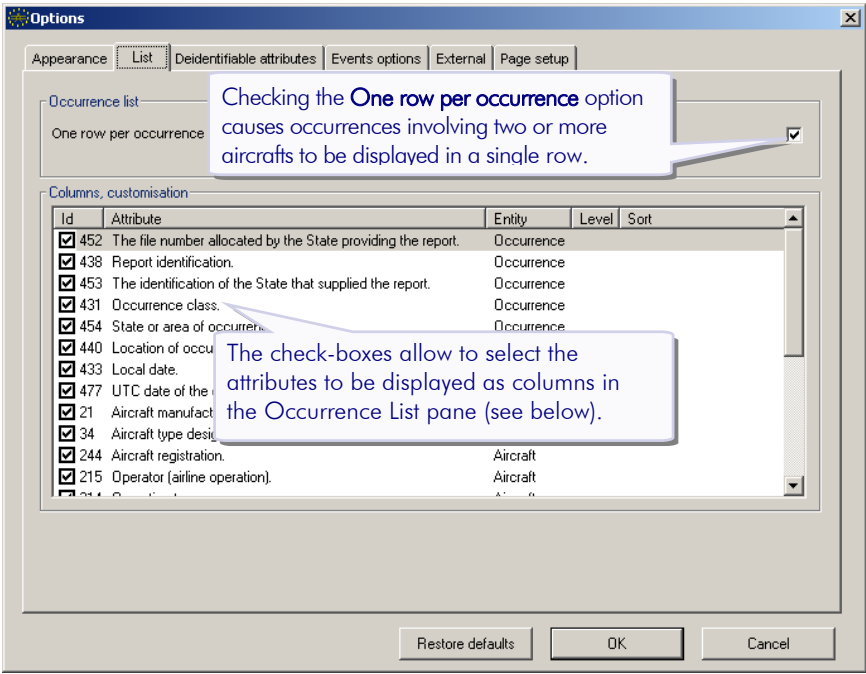 Options
Appearance List Deidentifiable attributes Events options External Page setup
Occurrence list
One row per occurrence
Checking the One row per occurrence option
causes occurrences involving two or more
aircrafts to be displayed in a single row.
Columns, customisation
Id Attribute Entity Level Sort
452 The file number allocated by the State providing the report. Occurrence
438 Report identification. Occurrence
453 The identification of the State that supplied the report. Occurrence
431 Occurrence class. Occurrence
454 State or area of Occurrence
440 Location of
433 Local date.
477 UTC date of the
21 Aircraft
34 Aircraft type
The check-boxes allow to select the
attributes to be displayed as columns in
the Occurrence List pane (see below).
244 Aircraft registration. Aircraft
215 Operator (airline operation). Aircraft
Restore defaults OK Cancel